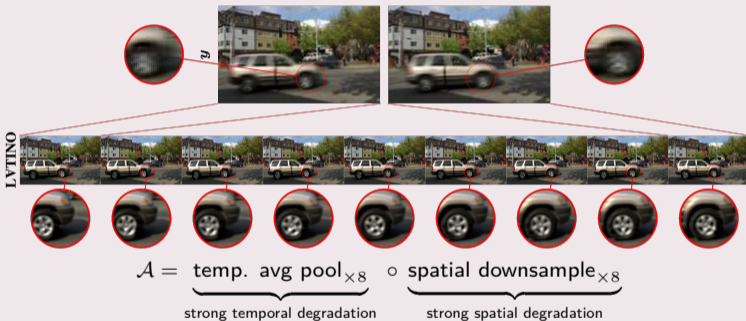 y
LVTINO
𝒜 = temp. avg pool×8 ∘ spatial downsample×8
strong temporal degradation strong spatial degradation